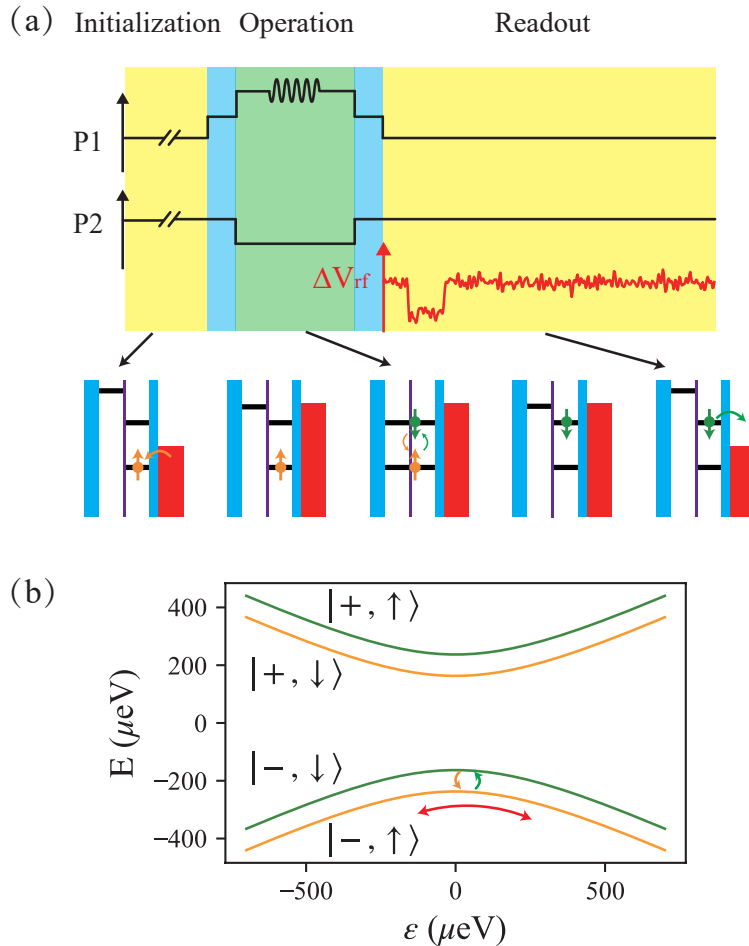 (a) Initialization Operation Readout
P1
P2
ΔVrf
(b)
|+, ↑⟩
|+, ↓⟩
|−, ↓⟩
|−, ↑⟩
E (μeV)
400
200
0
−200
−400
−500 0 500
ε (μeV)